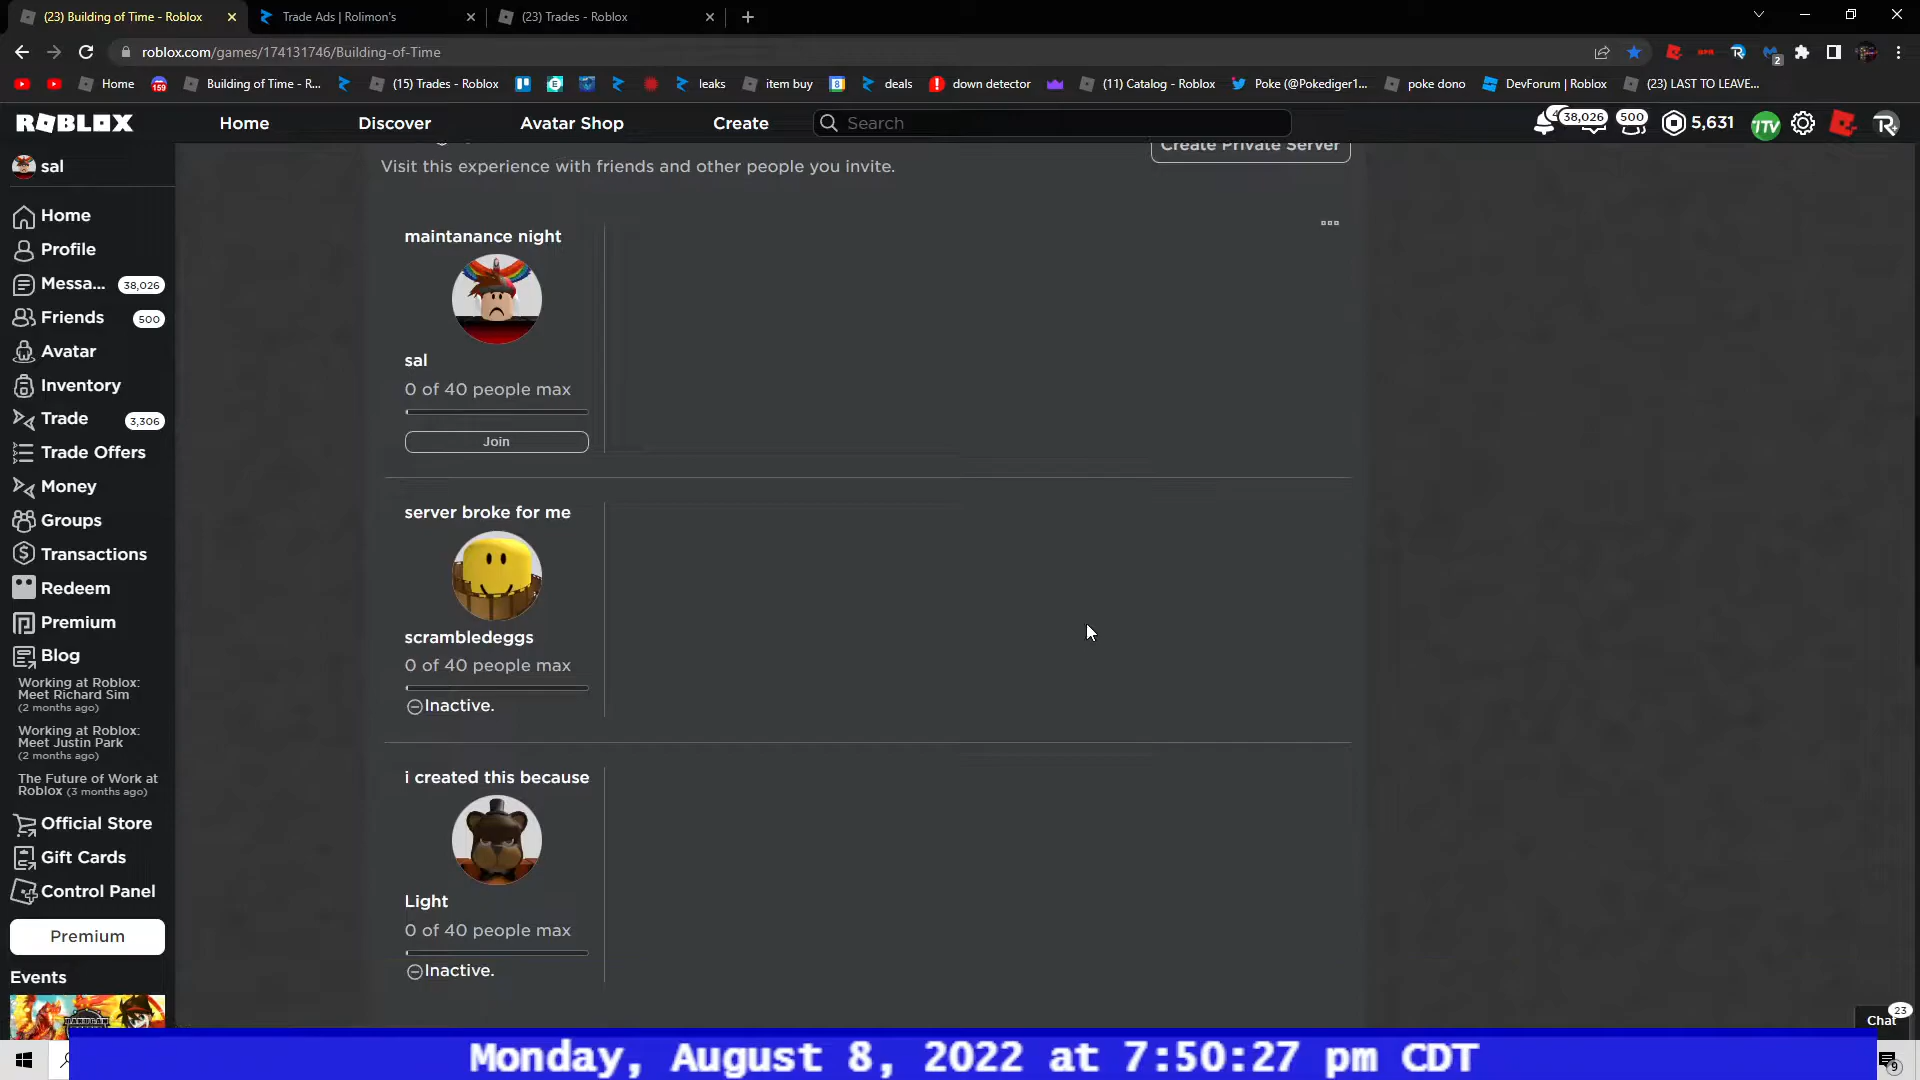 (23) Building of Time - Roblox
Trade Ads | Rolimon's
(23) Trades - Roblox
roblox.com/games/174131746/Building-of-Time
2
Home
159
Building of Time - R...
(15) Trades - Roblox
leaks
item buy
8
deals
down detector
(11) Catalog - Roblox
Poke (@Pokediger1...
poke dono
DevForum | Roblox
(23) LAST TO LEAVE...
ROBLOX
Home
Discover
Avatar Shop
Create
Search
38,026
500
5,631
sal
Home
Profile
Messa...
38,026
Friends
500
Avatar
Inventory
Trade
3,306
Trade Offers
Money
Groups
Transactions
Redeem
Premium
Blog
Working at Roblox:
Meet Richard Sim
(2 months ago)
Working at Roblox:
Meet Justin Park
(2 months ago)
The Future of Work at
Roblox (3 months ago)
Official Store
Gift Cards
Control Panel
Premium
Events
Visit this experience with friends and other people you invite.
Create Private Server
maintanance night
sal
0 of 40 people max
Join
server broke for me
scrambledeggs
0 of 40 people max
Inactive.
i created this because
Light
0 of 40 people max
Inactive.
Chat
23
Monday, August 8, 2022 at 7:50:27 pm CDT
9